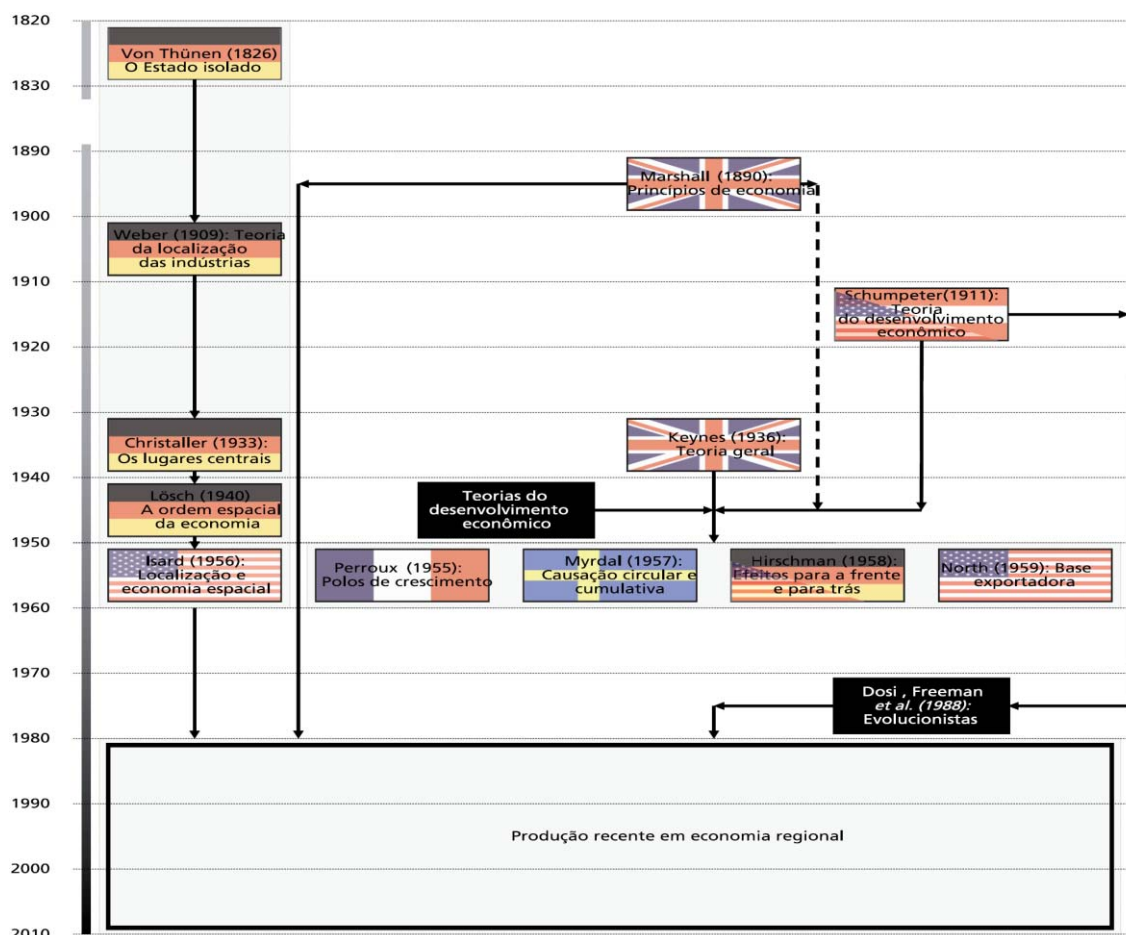 1820
Von Thünen (1826)
O Estado isolado
1830
1890
Marshall (1890):
Princípios de economia
1900
Weber (1909): Teoria
da localização
das indústrias
1910
Schumpeter(1911):
Teoria
do desenvolvimento
econômico
1920
1930
Christaller (1933):
Os lugares centrais
Keynes (1936):
Teoria geral
1940
Lösch (1940)
A ordem espacial
da economia
Teorias do
desenvolvimento
econômico
1950
Isard (1956):
Localização e
economia espacial
Perroux (1955):
Polos de crescimento
Myrdal (1957):
Causação circular e
cumulativa
Hirschman (1958):
Efeitos para a frente
e para trás
North (1959): Base
exportadora
1960
1970
Dosi , Freeman
et al. (1988):
Evolucionistas
1980
1990
Produção recente em economia regional
2000
2010